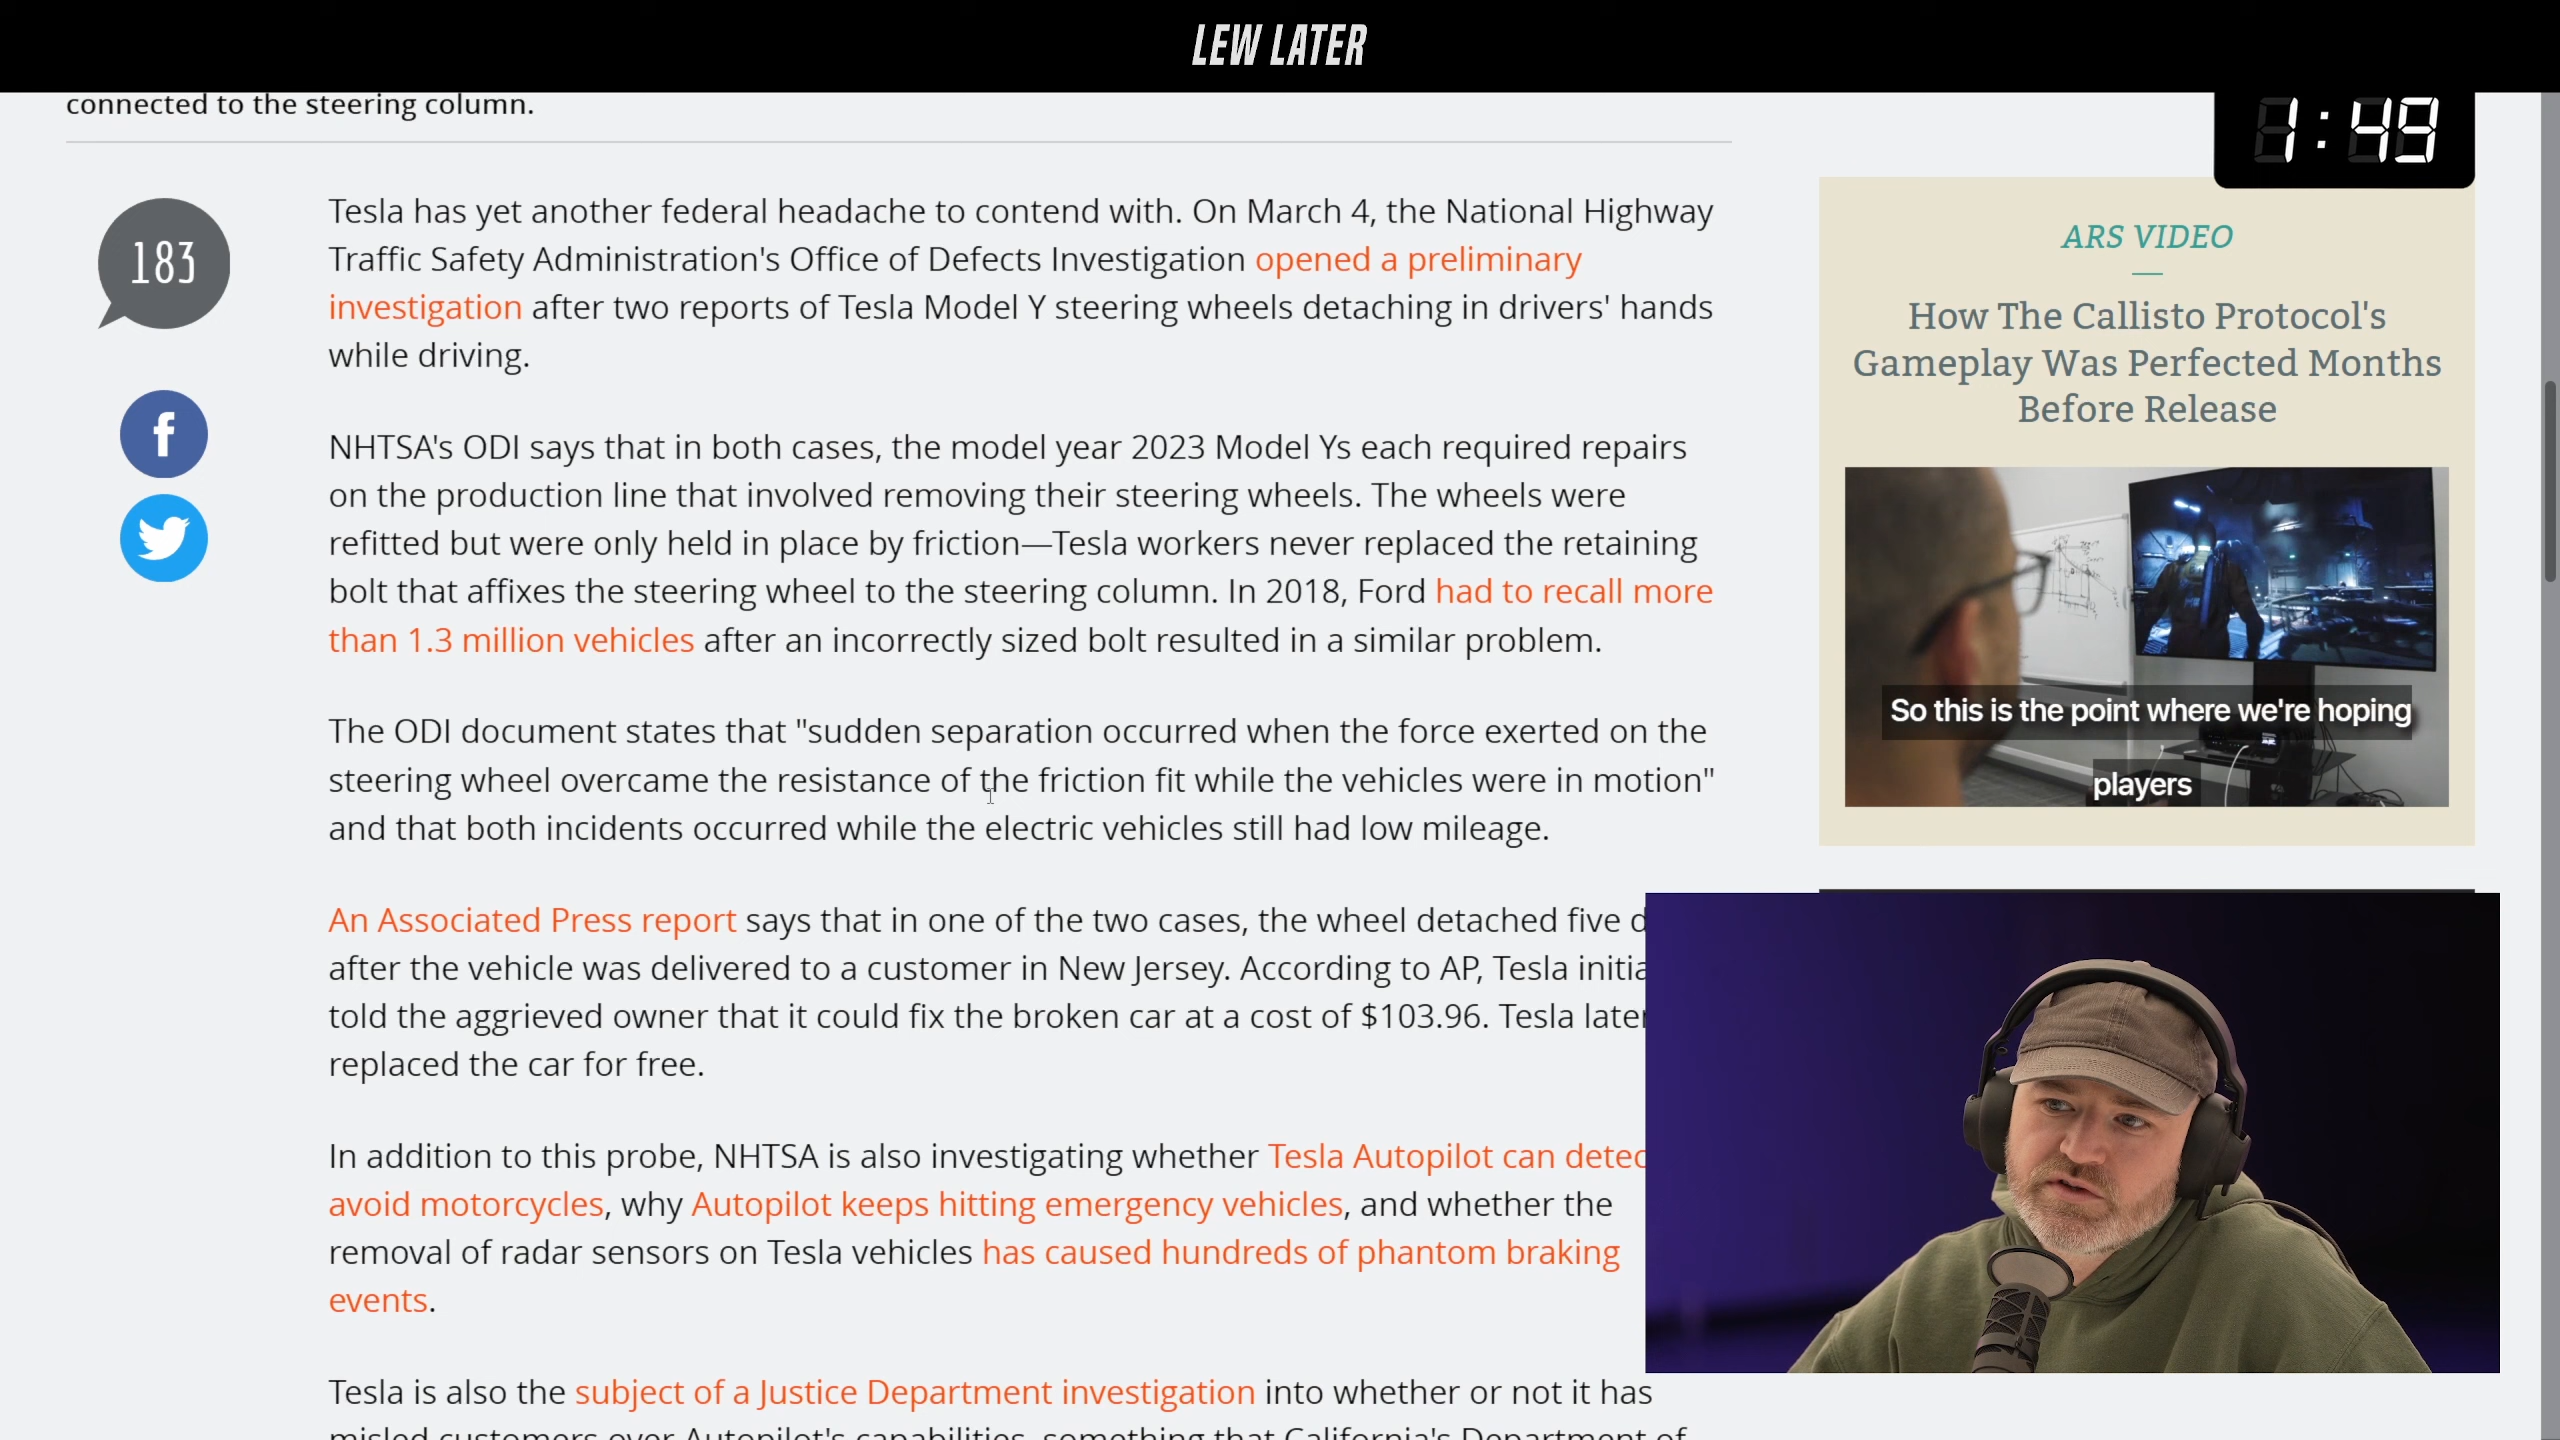 LEW LATER
connected to the steering column.
1:49
183
Tesla has yet another federal headache to contend with. On March 4, the National Highway
Traffic Safety Administration's Office of Defects Investigation opened a preliminary
investigation after two reports of Tesla Model Y steering wheels detaching in drivers' hands
while driving.
NHTSA's ODI says that in both cases, the model year 2023 Model Ys each required repairs
on the production line that involved removing their steering wheels. The wheels were
refitted but were only held in place by friction—Tesla workers never replaced the retaining
bolt that affixes the steering wheel to the steering column. In 2018, Ford had to recall more
than 1.3 million vehicles after an incorrectly sized bolt resulted in a similar problem.
The ODI document states that "sudden separation occurred when the force exerted on the
steering wheel overcame the resistance of the friction fit while the vehicles were in motion"
and that both incidents occurred while the electric vehicles still had low mileage.
An Associated Press report says that in one of the two cases, the wheel detached five
after the vehicle was delivered to a customer in New Jersey. According to AP, Tesla
told the aggrieved owner that it could fix the broken car at a cost of $103.96. Tesla later
replaced the car for free.
In addition to this probe, NHTSA is also investigating whether Tesla Autopilot can
avoid motorcycles, why Autopilot keeps hitting emergency vehicles, and whether the
removal of radar sensors on Tesla vehicles has caused hundreds of phantom braking
events.
Tesla is also the subject of a Justice Department investigation into whether or not it has
misled customers over Autopilot's capabilities, something that California's Department of
ARS VIDEO
How The Callisto Protocol's
Gameplay Was Perfected Months
Before Release
So this is the point where we're hoping
players